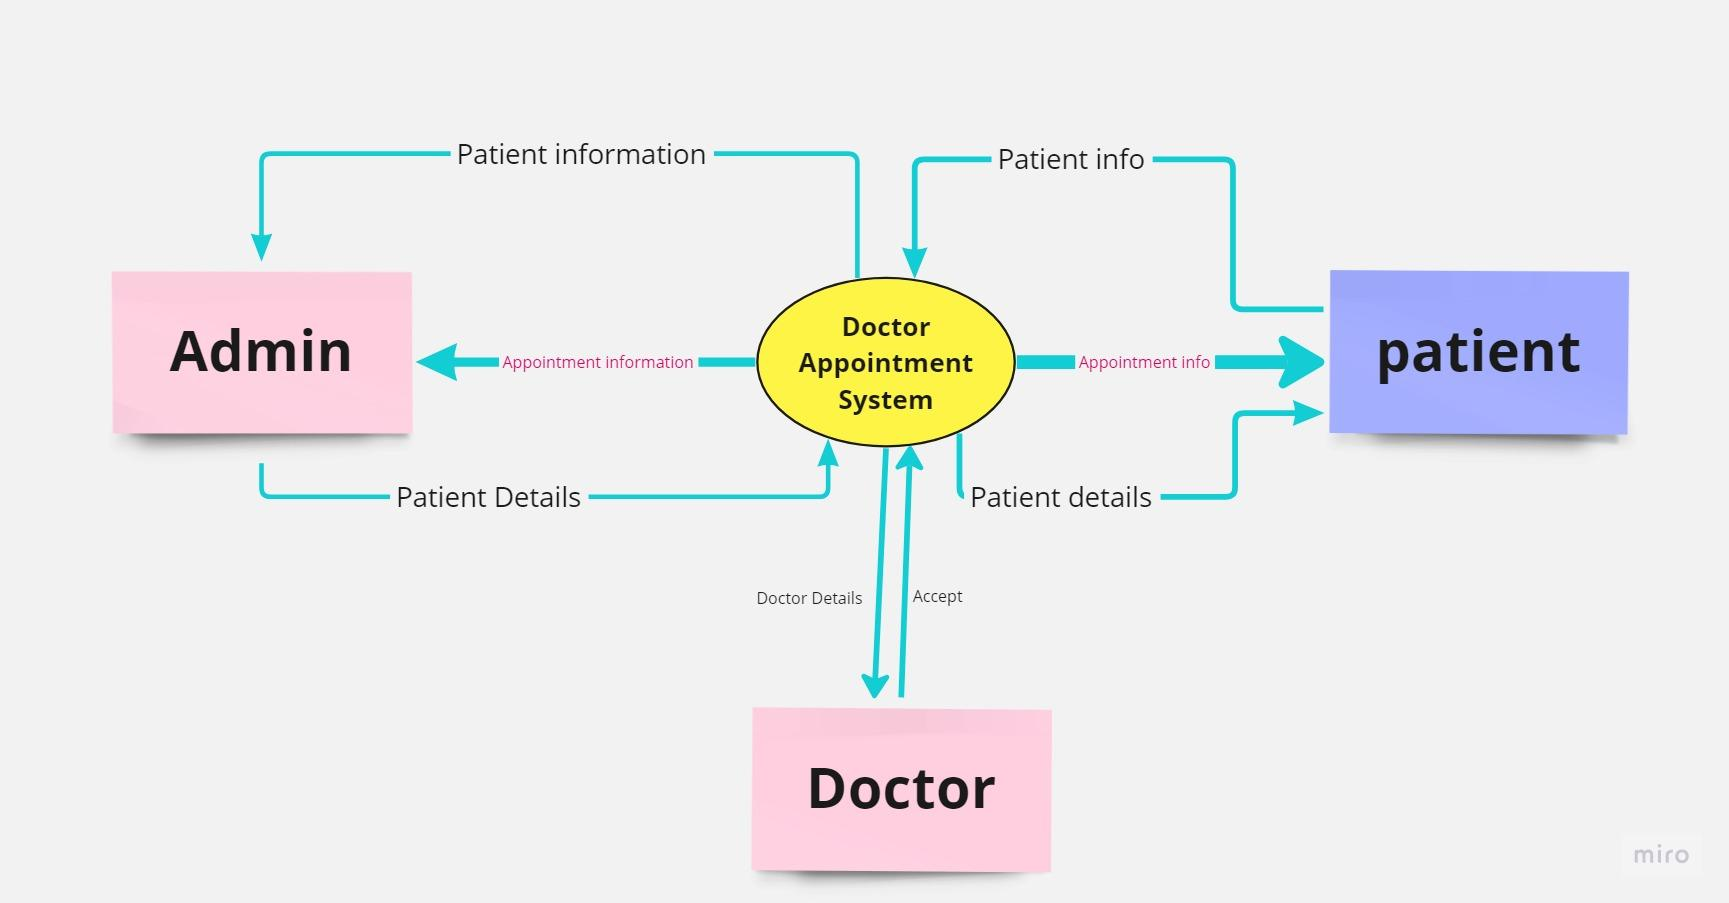 Patient information
Patient info
Admin
Appointment information
Doctor
Appointment
System
Appointment info
patient
Patient Details
Patient details
Doctor Details
Accept
Doctor
miro